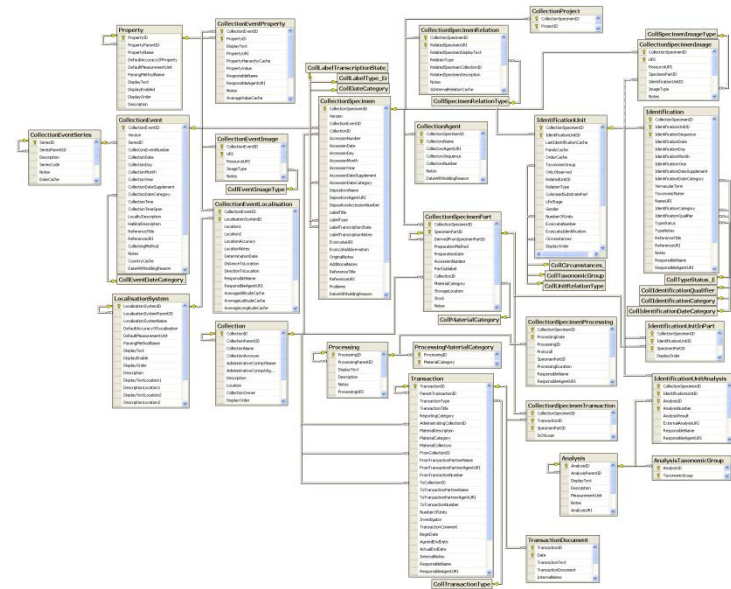 Property
PropertyID
PropertyParentID
PropertyName
DefaultAccuracyOfProperty
DefaultMeasurementUnit
ParsingMethodName
DisplayText
DisplayEnabled
DisplayOrder
Description
CollectionEventProperty
CollectionEventID
PropertyID
DisplayText
PropertyURI
PropertyHierarchyCache
PropertyValue
ResponsibleName
ResponsibleAgentURI
Notes
AverageValueCache
CollectionEventSeries
SeriesID
SeriesParentID
Description
SeriesCode
Notes
DateCache
CollectionEvent
CollectionEventID
Version
SeriesID
CollectionEventNumber
CollectionDate
CollectionDay
CollectionMonth
CollectionYear
CollectionDateSupplement
CollectionDateCategory
CollectionTime
CollectionTimeSpan
LocalityDescription
HabitatDescription
ReferenceTitle
ReferenceURI
CollectingMethod
Notes
CountryCache
DataWithholdingReason
CollEventDateCategory
CollectionEventImage
CollectionEventID
URI
ResourceURI
ImageType
Notes
CollEventImageType
CollectionEventLocalisation
CollectionEventID
LocalisationSystemID
Location1
Location2
LocationAccuracy
LocationNotes
DeterminationDate
DistanceToLocation
DirectionToLocation
ResponsibleName
ResponsibleAgentURI
AverageAltitudeCache
AverageLatitudeCache
AverageLongitudeCache
LocalisationSystem
LocalisationSystemID
LocalisationSystemParentID
LocalisationSystemName
DefaultAccuracyOfLocalisation
DefaultMeasurementUnit
ParsingMethodName
DisplayText
DisplayEnable
DisplayOrder
Description
DisplayTextLocation1
DescriptionLocation1
DisplayTextLocation2
DescriptionLocation2
Collection
CollectionID
CollectionParentID
CollectionName
CollectionAcronym
AdministrativeContactName
Description
Location
CollectionOwner
DisplayOrder
CollLabelTranscriptionState
CollLabelType_En
CollDateCategory
CollectionSpecimen
CollectionSpecimenID
Version
CollectionEventID
CollectionID
AccessionNumber
AccessionDate
AccessionDay
AccessionMonth
AccessionYear
AccessionDateSupplement
AccessionDateCategory
DepositorsName
DepositorsAgentURI
DepositorsAccessionNumber
LabelTitle
LabelType
LabelTranscriptionState
LabelTranscriptionNotes
ExsiccataURI
ExsiccataAbbreviation
OriginalNotes
AdditionalNotes
ReferenceTitle
ReferenceURI
Problems
DataWithholdingReason
CollectionSpecimenRelation
CollectionSpecimenID
RelatedSpecimenURI
RelatedSpecimenDisplayText
RelationType
RelatedSpecimenCollectionID
RelatedSpecimenDescription
Notes
IsInternalRelationCache
CollSpecimenRelationType
CollectionProject
CollectionSpecimenID
ProjectID
CollectionAgent
CollectionSpecimenID
CollectorsName
CollectorsAgentURI
CollectorsSequence
CollectorsNumber
Notes
DataWithholdingReason
CollectionSpecimenPart
CollectionSpecimenID
SpecimenPartID
DerivedFromSpecimenPartID
PreparationMethod
PreparationDate
AccessionNumber
PartSublabel
CollectionID
MaterialCategory
StorageLocation
Stock
Notes
CollMaterialCategory
CollSpecimenImageType
CollectionSpecimenImage
CollectionSpecimenID
URI
ResourceURI
SpecimenPartID
IdentificationUnitID
ImageType
Notes
IdentificationUnit
CollectionSpecimenID
IdentificationUnitID
LastIdentificationCache
FamilyCache
OrderCache
TaxonomicGroup
OnlyObserved
RelatedUnitID
RelationType
ColonisedSubstratePart
LifeStage
Gender
NumberOfUnits
ExsiccataNumber
ExsiccataIdentification
Circumstances
DisplayOrder
CollCircumstances
CollTaxonomicGroup
CollUnitRelationType
Identification
CollectionSpecimenID
IdentificationUnitID
IdentificationSequence
IdentificationDate
IdentificationDay
IdentificationMonth
IdentificationYear
IdentificationDateSupplement
IdentificationDateCategory
VernacularTerm
TaxonomicName
NameURI
IdentificationCategory
IdentificationQualifier
TypeStatus
TypeNotes
ReferenceTitle
ReferenceURI
Notes
ResponsibleName
ResponsibleAgentURI
CollTypeStatus_E
CollIdentificationQualifier
CollIdentificationCategory
CollIdentificationDateCategory
IdentificationUnitInPart
CollectionSpecimenID
IdentificationUnitID
SpecimenPartID
DisplayOrder
Processing
ProcessingID
ProcessingParentID
DisplayText
Description
Notes
ProcessingURI
ProcessingMaterialCategory
ProcessingID
MaterialCategory
CollectionSpecimenProcessing
CollectionSpecimenID
ProcessingDate
ProcessingID
Protocoll
SpecimenPartID
ProcessingDuration
ResponsibleName
ResponsibleAgentURI
IdentificationUnitAnalysis
CollectionSpecimenID
IdentificationUnitID
AnalysisID
AnalysisNumber
AnalysisResult
ExternalAnalysisURI
ResponsibleName
ResponsibleAgentURI
Transaction
TransactionID
ParentTransactionID
TransactionType
TransactionTitle
ReportingCategory
AdministratingCollectionID
MaterialDescription
MaterialCategory
MaterialCollectors
FromCollectionID
FromTransactionPartnerName
FromTransactionPartnerAgentURI
FromTransactionNumber
ToCollectionID
ToTransactionPartnerName
ToTransactionPartnerAgentURI
ToTransactionNumber
NumberOfUnits
Investigator
TransactionComment
BeginDate
AgreedEndDate
ActualEndDate
InternalNotes
ResponsibleName
ResponsibleAgentURI
CollTransactionType
CollectionSpecimenTransaction
CollectionSpecimenID
TransactionID
SpecimenPartID
IsOnLoan
Analysis
AnalysisID
AnalysisParentID
DisplayText
Description
MeasurementUnit
Notes
AnalysisURI
AnalysisTaxonomicGroup
AnalysisID
TaxonomicGroup
TransactionDocument
TransactionID
Date
TransactionText
TransactionDocument
InternalNotes